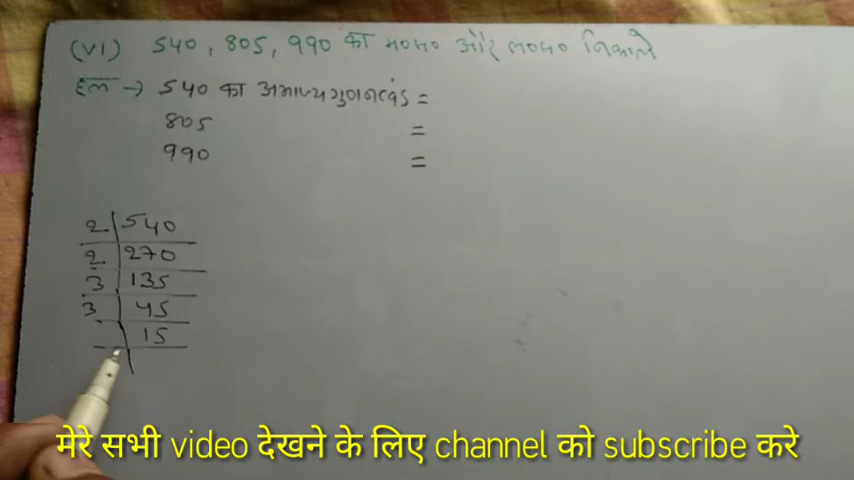 (VI) 540, 805, 990 का म०स० और ल०स० निकालें
हल → 540 का अभाज्य गुणनखंड =
805 =
990 =
2 | 540
2 | 270
3 | 135
3 | 45
15
मेरे सभी video देखने के लिए channel को subscribe करे